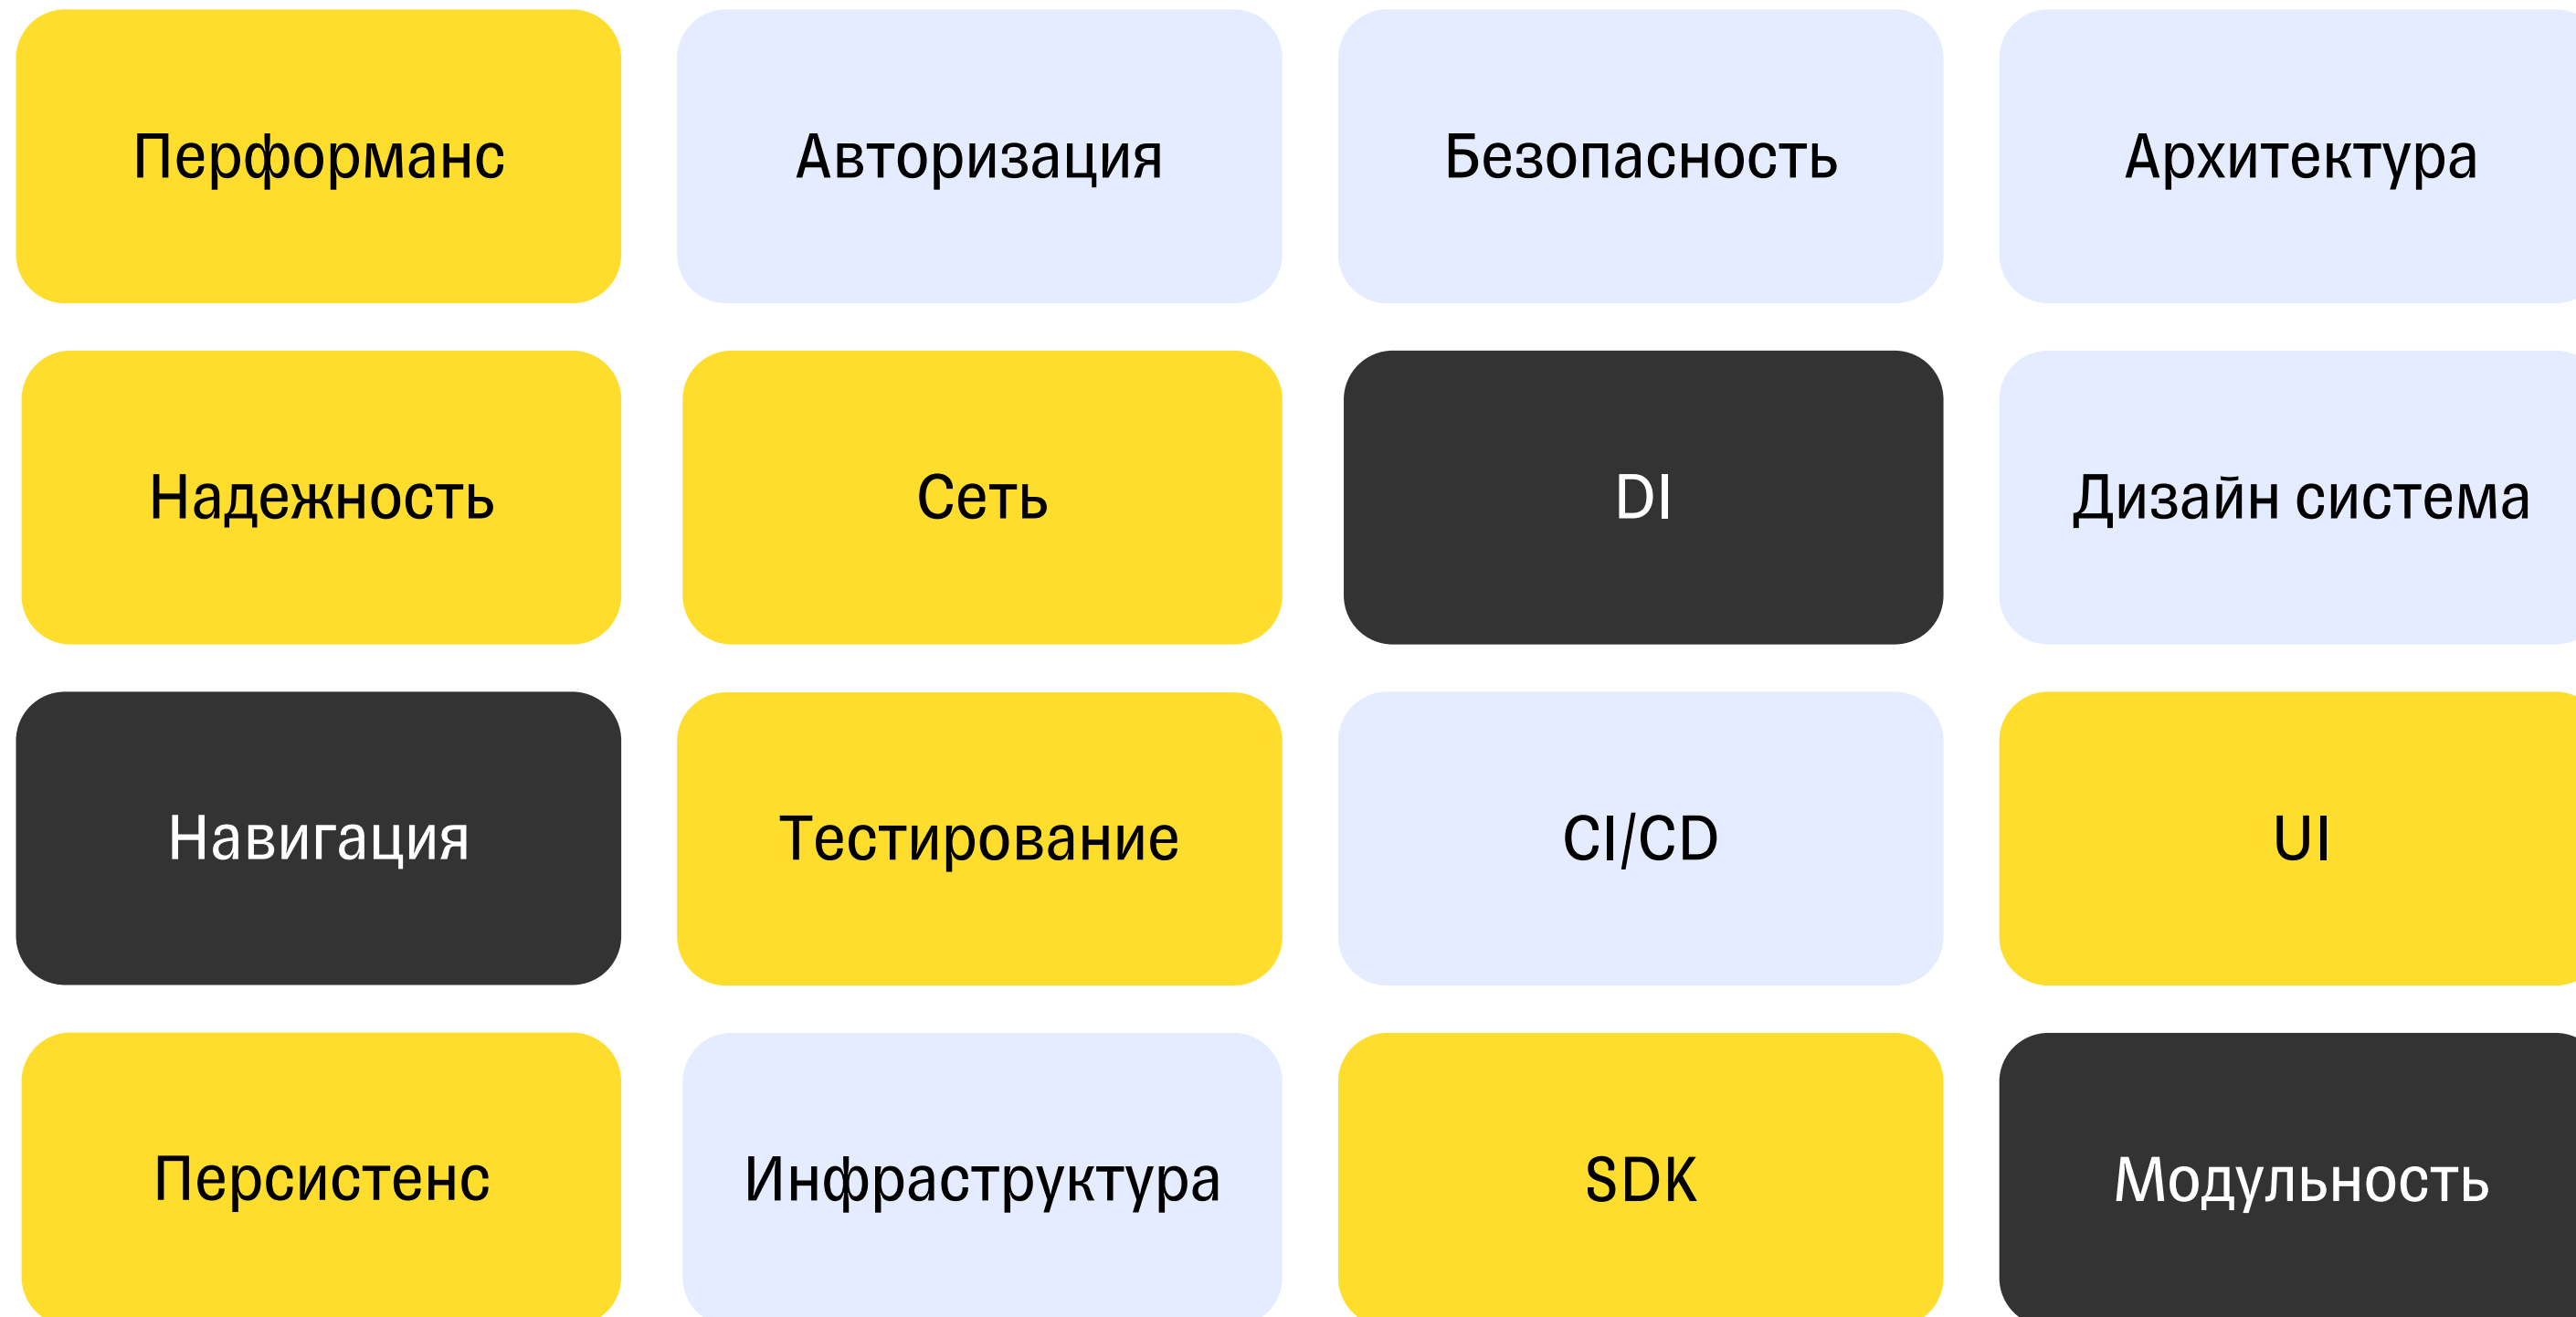 Перформанс
Авторизация
Безопасность
Архитектура
Надежность
Сеть
DI
Дизайн система
Навигация
Тестирование
CI/CD
UI
Персистенс
Инфраструктура
SDK
Модульность